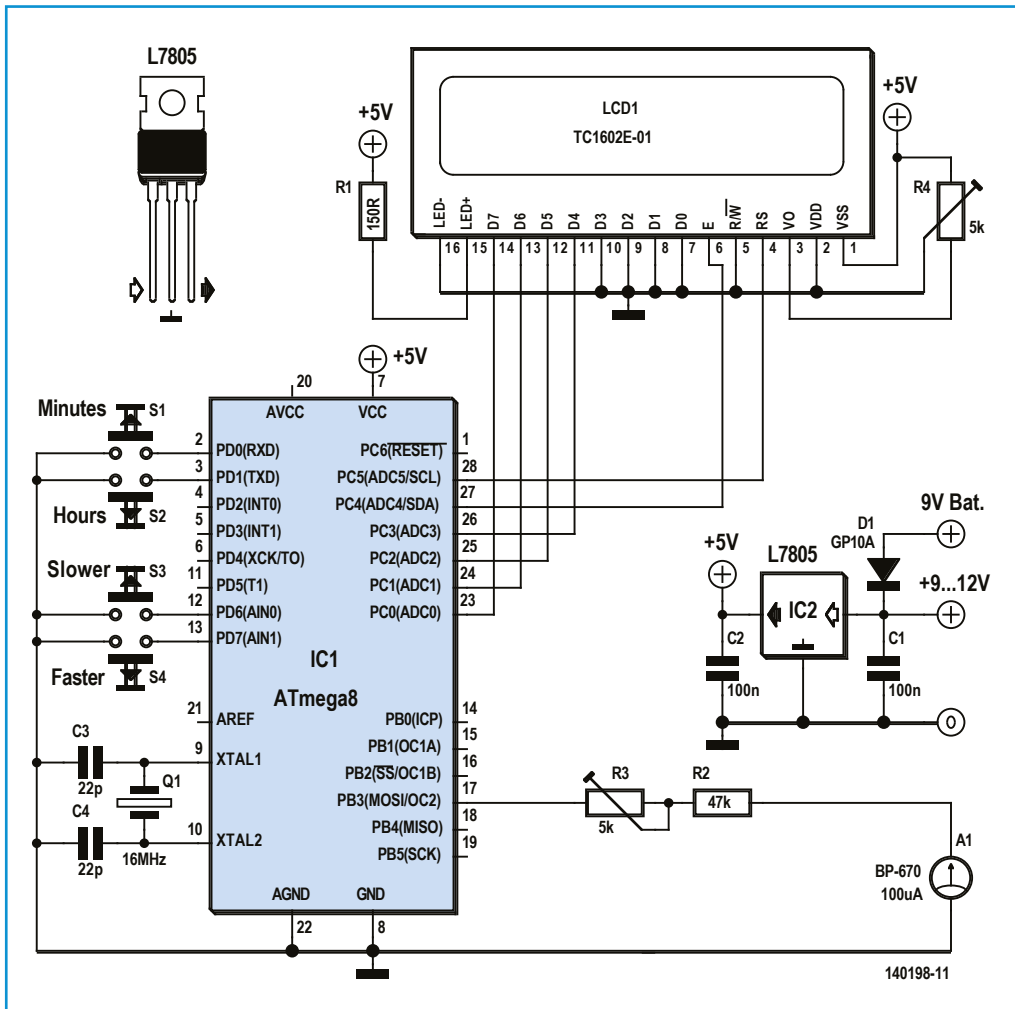 L7805
+5V
R1
150R
LCD1
TC1602E-01
LED- LED+ D7 D6 D5 D4 D3 D2 D1 D0 E R/W RS VO VDD VSS
16 15 14 13 12 11 10 9 8 7 6 5 4 3 2 1
+5V
R4
5k
+5V
20 7
AVCC VCC
Minutes S1
2 PD0(RXD)
3 PD1(TXD)
4 PD2(INT0)
Hours S2
5 PD3(INT1)
6 PD4(XCK/TO)
Slower S3
11 PD5(T1)
12 PD6(AIN0)
13 PD7(AIN1)
Faster S4
PC6(RESET) 1
PC5(ADC5/SCL) 28
PC4(ADC4/SDA) 27
PC3(ADC3) 26
PC2(ADC2) 25
PC1(ADC1) 24
PC0(ADC0) 23
IC1
ATmega8
21 AREF
9 XTAL1
10 XTAL2
C3
22p
Q1
C4
22p
16MHz
PB0(ICP) 14
PB1(OC1A) 15
PB2(SS/OC1B) 16
PB3(MOSI/OC2) 17
PB4(MISO) 18
PB5(SCK) 19
AGND GND
22 8
D1
GP10A
9V Bat.
+5V
L7805
IC2
+9...12V
C2
100n
C1
100n
0
R3
5k
R2
47k
A1
BP-670
100uA
140198-11